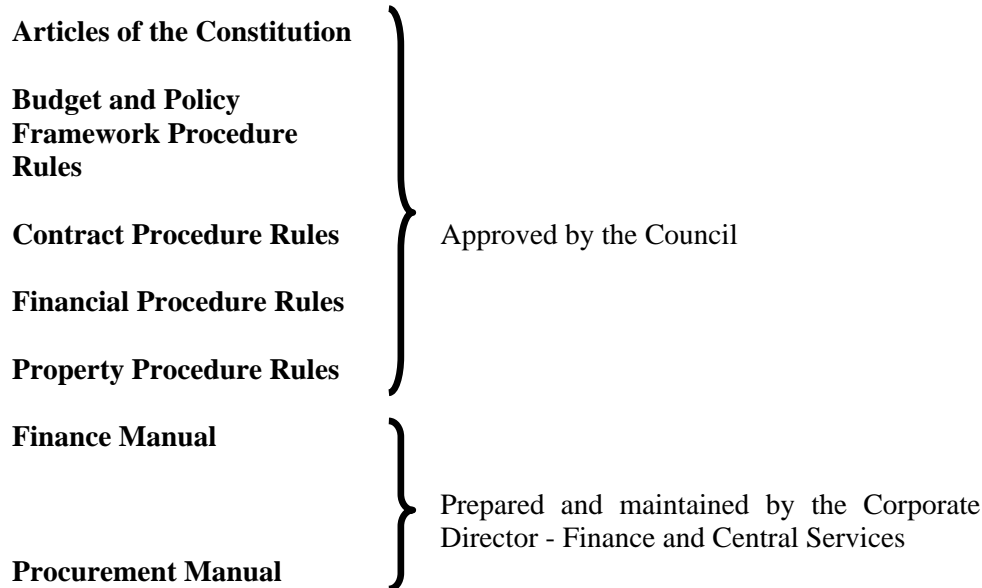 Articles of the Constitution
Budget and Policy
Framework Procedure
Rules
Contract Procedure Rules
Approved by the Council
Financial Procedure Rules
Property Procedure Rules
Finance Manual
Prepared and maintained by the Corporate
Director - Finance and Central Services
Procurement Manual